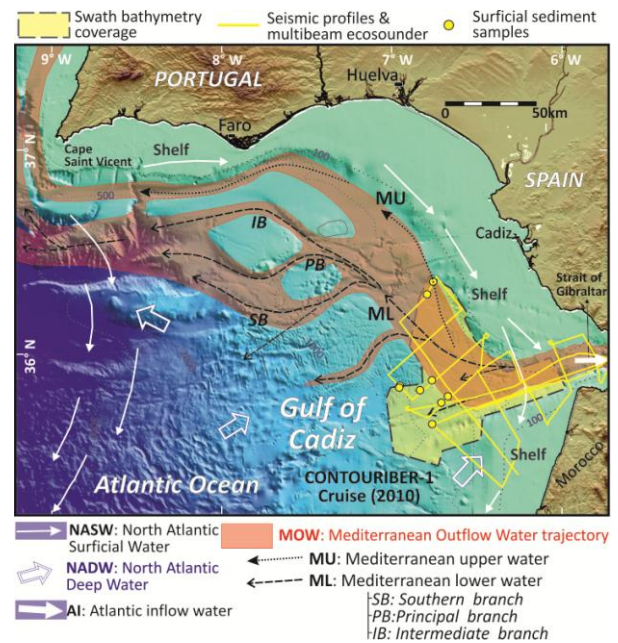 Swath bathymetry
coverage
Seismic profiles &
multibeam ecosounder
Surficial sediment
samples
9° W
8° W
7° W
6° W
PORTUGAL
Huelva
0
50km
Faro
Cape
Saint Vicent
Shelf
100
37° N
SPAIN
500
MU
IB
Cadiz
PB
Strait of
Gibraltar
Shelf
ML
SB
36° N
Gulf of
Cadiz
100
Shelf
Morocco
CONTOURIBER-1
Cruise (2010)
Atlantic Ocean
NASW: North Atlantic
Surficial Water
NADW: North Atlantic
Deep Water
AI: Atlantic inflow water
MOW: Mediterranean Outflow Water trajectory
MU: Mediterranean upper water
ML: Mediterranean lower water
SB: Southern branch
PB:Principal branch
IB: Intermediate branch